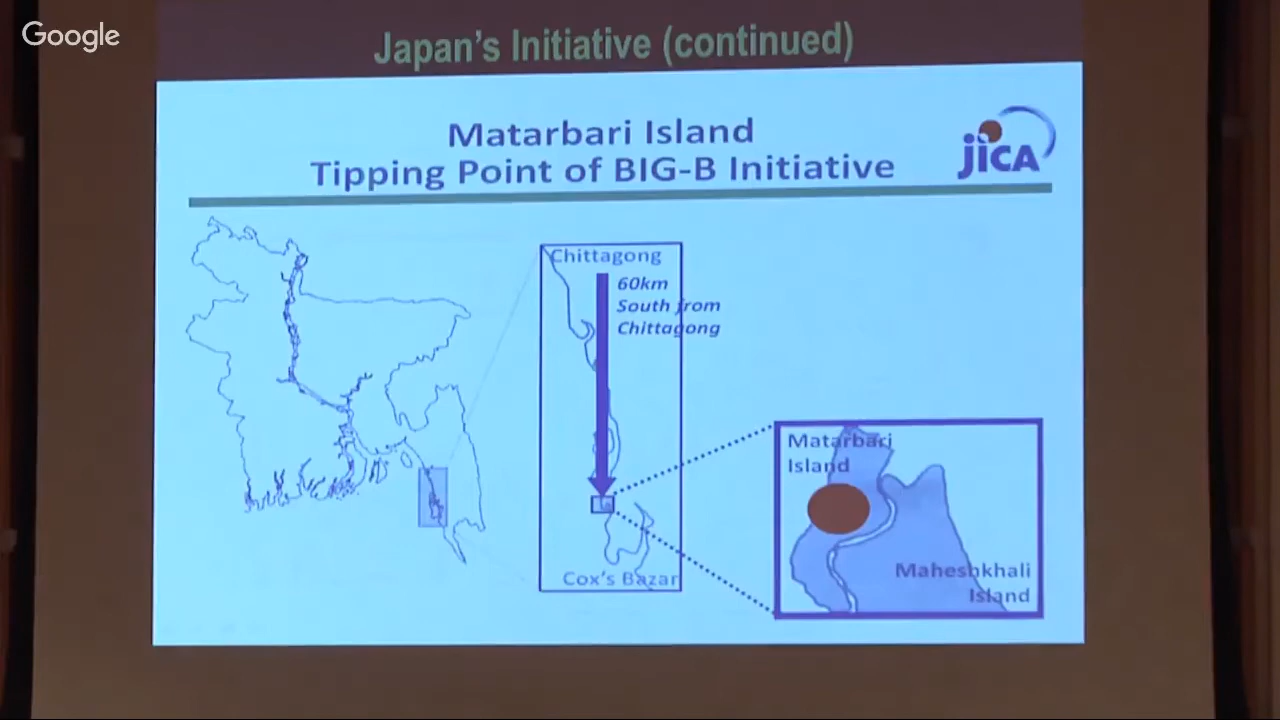 Google
Japan's Initiative (continued)
Matarbari Island
Tipping Point of BIG-B Initiative
JICA
Chittagong
60km
South from
Chittagong
Matarbari
Island
Maheshkhali
Island
Cox's Bazar